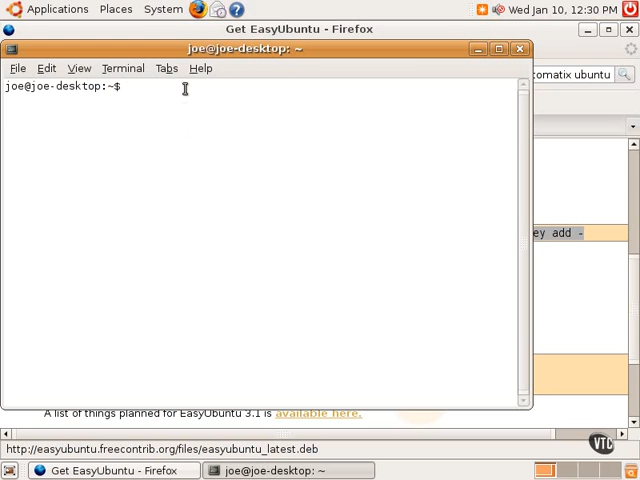 Applications Places System Wed Jan 10, 12:30 PM
Get EasyUbuntu - Firefox
joe@joe-desktop: ~
File Edit View Terminal Tabs Help
tomatix ubuntu
joe@joe-desktop:~$
ey add -
A list of things planned for EasyUbuntu 3.1 is available here.
http://easyubuntu.freecontrib.org/files/easyubuntu_latest.deb
VTC
Get EasyUbuntu - Firefox joe@joe-desktop: ~